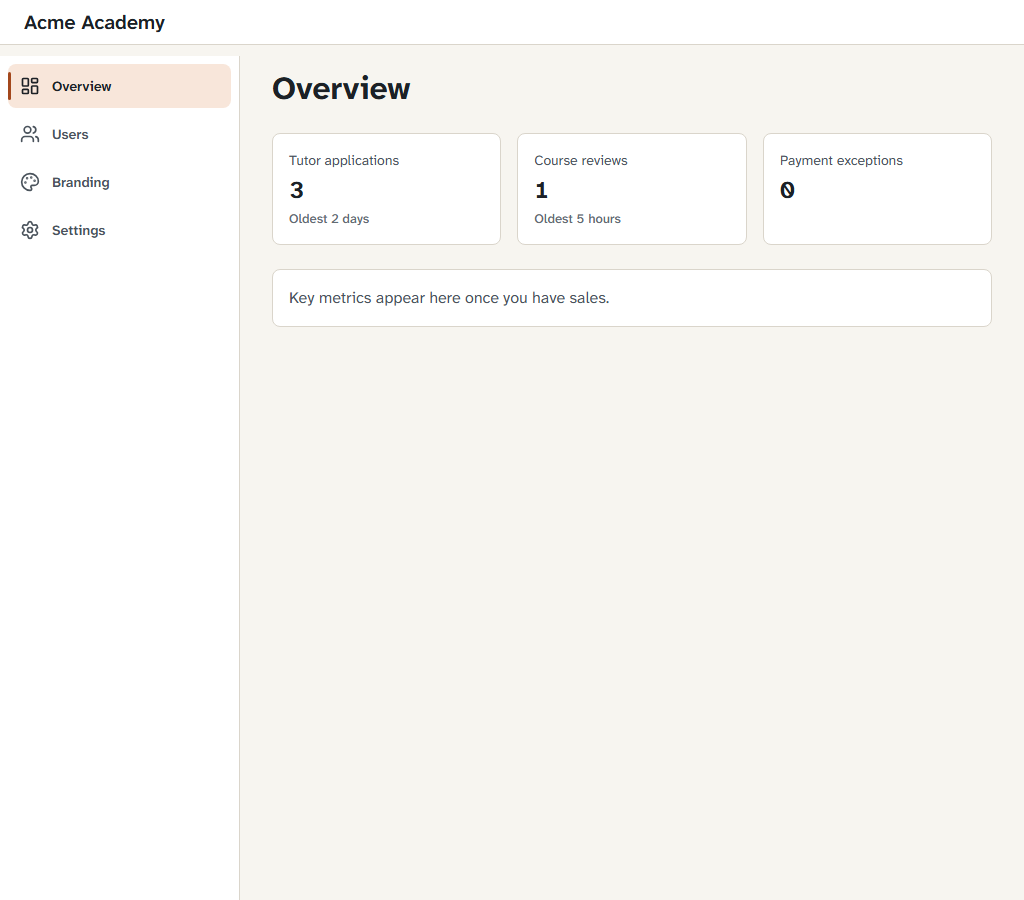 Acme Academy
Overview
Users
Branding
Settings
Overview
Tutor applications
3
Oldest 2 days
Course reviews
1
Oldest 5 hours
Payment exceptions
0
Key metrics appear here once you have sales.